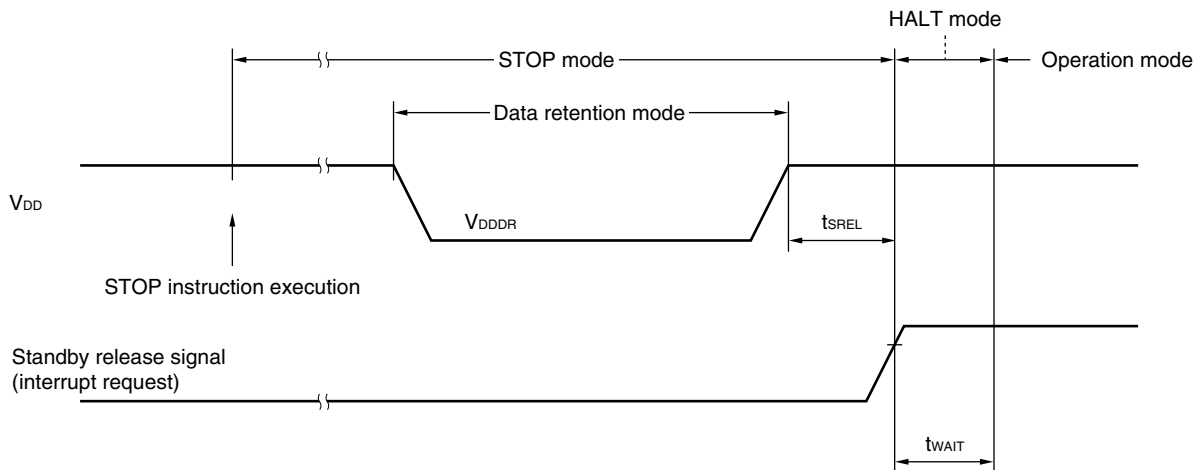 HALT mode
STOP mode
Operation mode
Data retention mode
VDD
VDDDR
tSREL
STOP instruction execution
Standby release signal
(interrupt request)
tWAIT